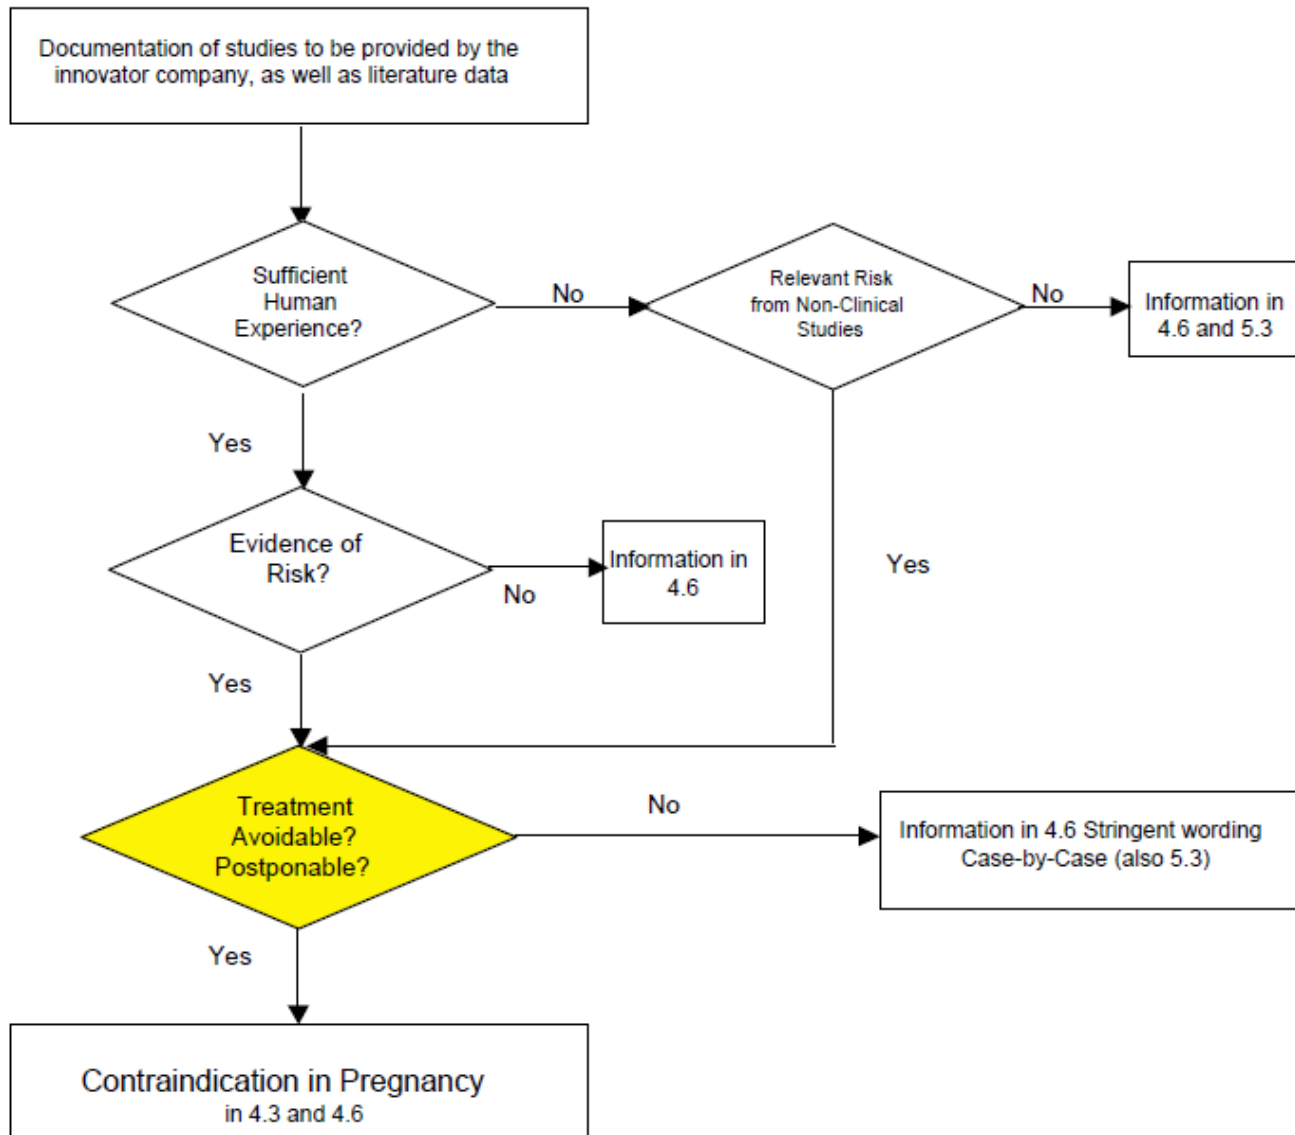 Documentation of studies to be provided by the
innovator company, as well as literature data
Sufficient
Human
Experience?
No
Relevant Risk
from Non-Clinical
Studies
No
Information in
4.6 and 5.3
Yes
Evidence of
Risk?
No
Information in
4.6
Yes
Yes
Treatment
Avoidable?
Postponable?
No
Information in 4.6 Stringent wording
Case-by-Case (also 5.3)
Yes
Contraindication in Pregnancy
in 4.3 and 4.6